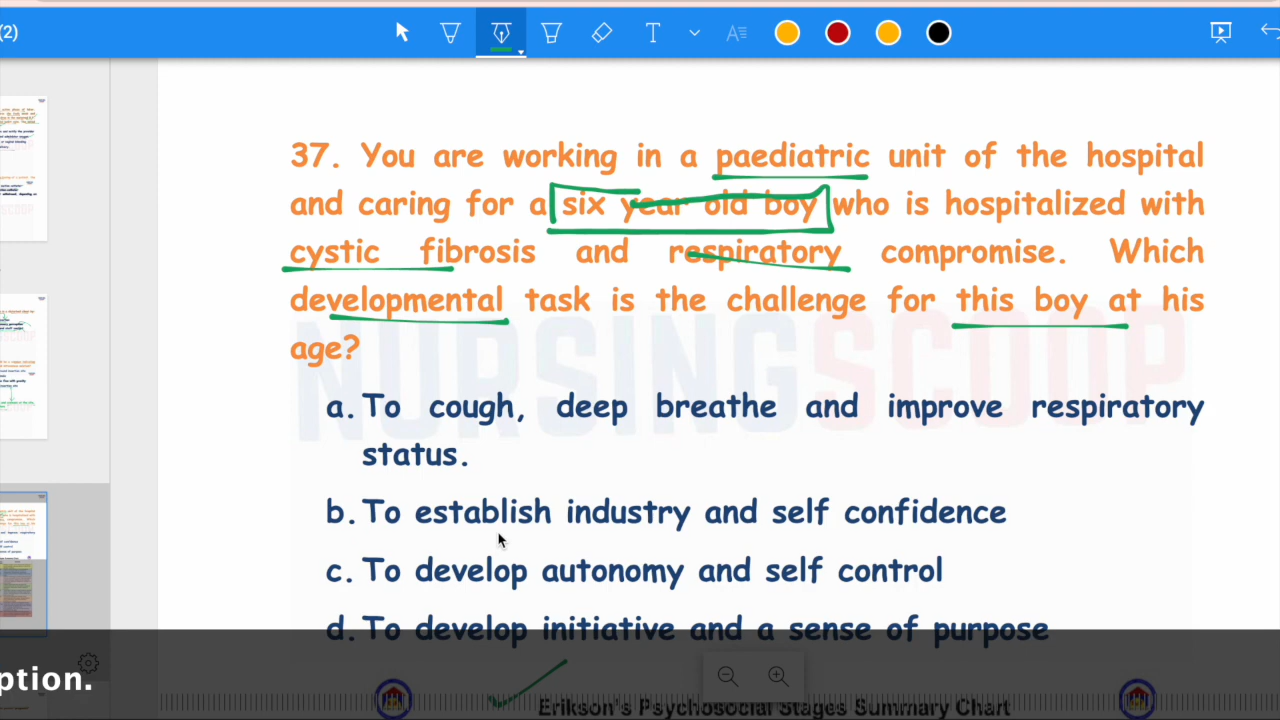 (2)
T
37. You are working in a paediatric unit of the hospital
and caring for a six year old boy who is hospitalized with
cystic fibrosis and respiratory compromise. Which
developmental task is the challenge for this boy at his
age?
NURSINGSCOOP
a. To cough, deep breathe and improve respiratory
status.
b. To establish industry and self confidence
c. To develop autonomy and self control
d. To develop initiative and a sense of purpose
ption.
Erikson's Psychosocial Stages Summary Chart